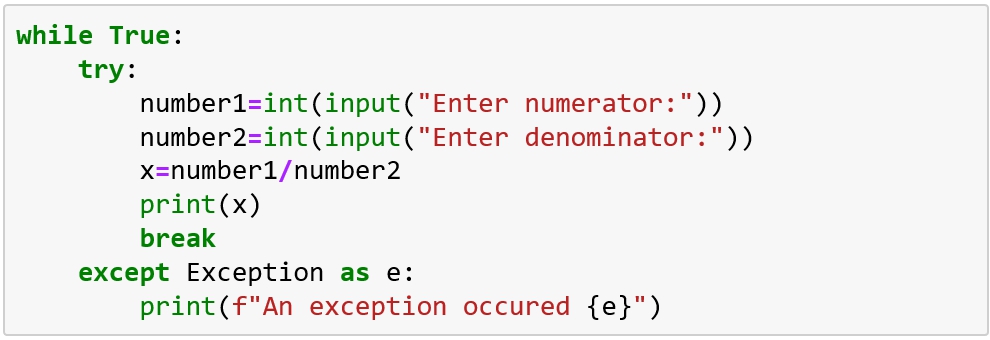 while True:
    try:
        number1=int(input("Enter numerator:"))
        number2=int(input("Enter denominator:"))
        x=number1/number2
        print(x)
        break
    except Exception as e:
        print(f"An exception occured {e}")